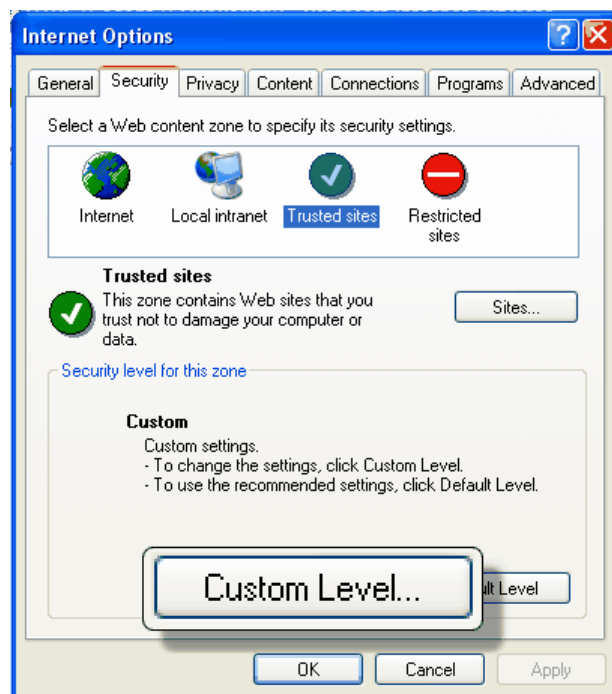 Internet Options
General Security Privacy Content Connections Programs Advanced
Select a Web content zone to specify its security settings.
Internet Local intranet Trusted sites Restricted sites
Trusted sites
This zone contains Web sites that you
trust not to damage your computer or
data.
Sites...
Security level for this zone
Custom
Custom settings.
- To change the settings, click Custom Level.
- To use the recommended settings, click Default Level.
Custom Level...
Level
OK Cancel Apply